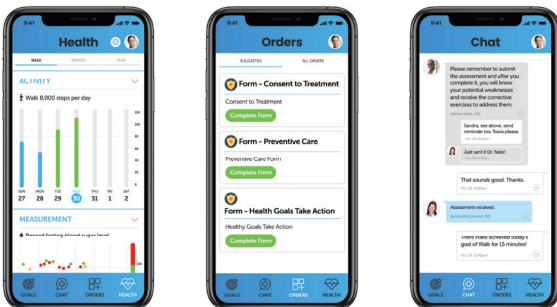 9:41
Health
WEEK
MONTH
YEAR
ACTIVITY
Walk 8,000 steps per day
SUN MON TUE WED THU FRI SAT
27 28 29 30 31 1 2
MEASUREMENT
Record fasting blood sugar level
GOALS CHAT ORDERS HEALTH
9:41
Orders
SUGGESTED
ALL ORDERS
Form - Consent to Treatment
Consent to Treatment
Complete Form
Form - Preventive Care
Preventive Care Form
Complete Form
Form - Health Goals Take Action
Healthy Goals Take Action
Complete Form
GOALS CHAT ORDERS HEALTH
9:41
Chat
Please remember to submit
the assessment and after you
complete it, you will know
your potential weaknesses
and receive the corrective
exercises to address them.
Sandra, see above, send
reminder too Travis please.
Just sent it Dr. Nate!
That sounds good. Thanks.
Assessment received.
Travis Make achieved today's
goal of Walk for 15 minutes!
GOALS CHAT ORDERS HEALTH